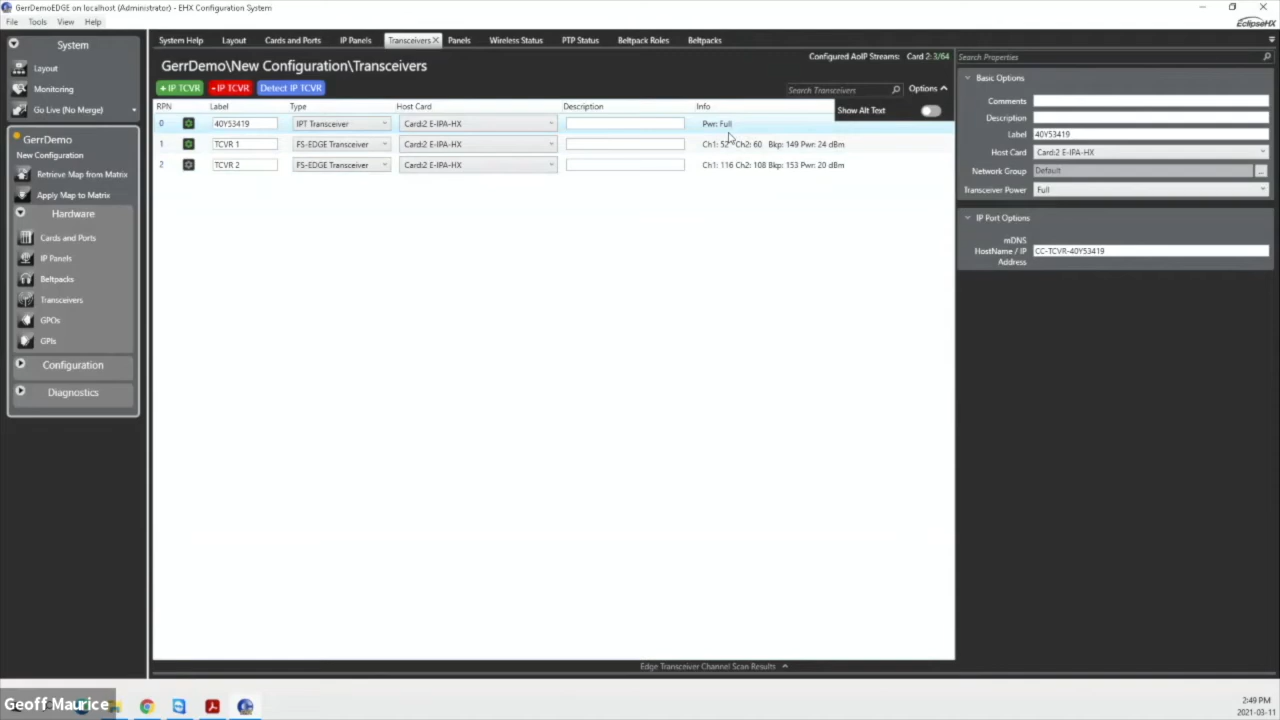 GerrDemoEDGE on localhost (Administrator) - EHX Configuration System
File Tools View Help
EclipseHX
System
Layout
Monitoring
Go Live (No Merge)
GerrDemo
New Configuration
Retrieve Map from Matrix
Apply Map to Matrix
Hardware
Cards and Ports
IP Panels
Beltpacks
Transceivers
GPOs
GPIs
Configuration
Diagnostics
System Help Layout Cards and Ports IP Panels Transceivers X Panels Wireless Status PTP Status Beltpack Roles Beltpacks
Configured AoIP Streams: Card 2: 3/64
GerrDemo\New Configuration\Transceivers
+ IP TCVR - IP TCVR Detect IP TCVR Search Transceivers Options
Show Alt Text
RPN Label Type Host Card Description Info
0 40Y53419 IPT Transceiver Card:2 E-IPA-HX Pwr: Full
1 TCVR 1 FS-EDGE Transceiver Card:2 E-IPA-HX Ch1: 52 Ch2: 60 Bkp: 149 Pwr: 24 dBm
2 TCVR 2 FS-EDGE Transceiver Card:2 E-IPA-HX Ch1: 116 Ch2: 108 Bkp: 153 Pwr: 20 dBm
Edge Transceiver Channel Scan Results
Search Properties
Basic Options
Comments
Description
Label 40Y53419
Host Card Card:2 E-IPA-HX
Network Group Default ...
Transceiver Power Full
IP Port Options
mDNS
HostName / IP CC-TCVR-40Y53419
Address
Geoff Maurice
2:49 PM
2021-03-11